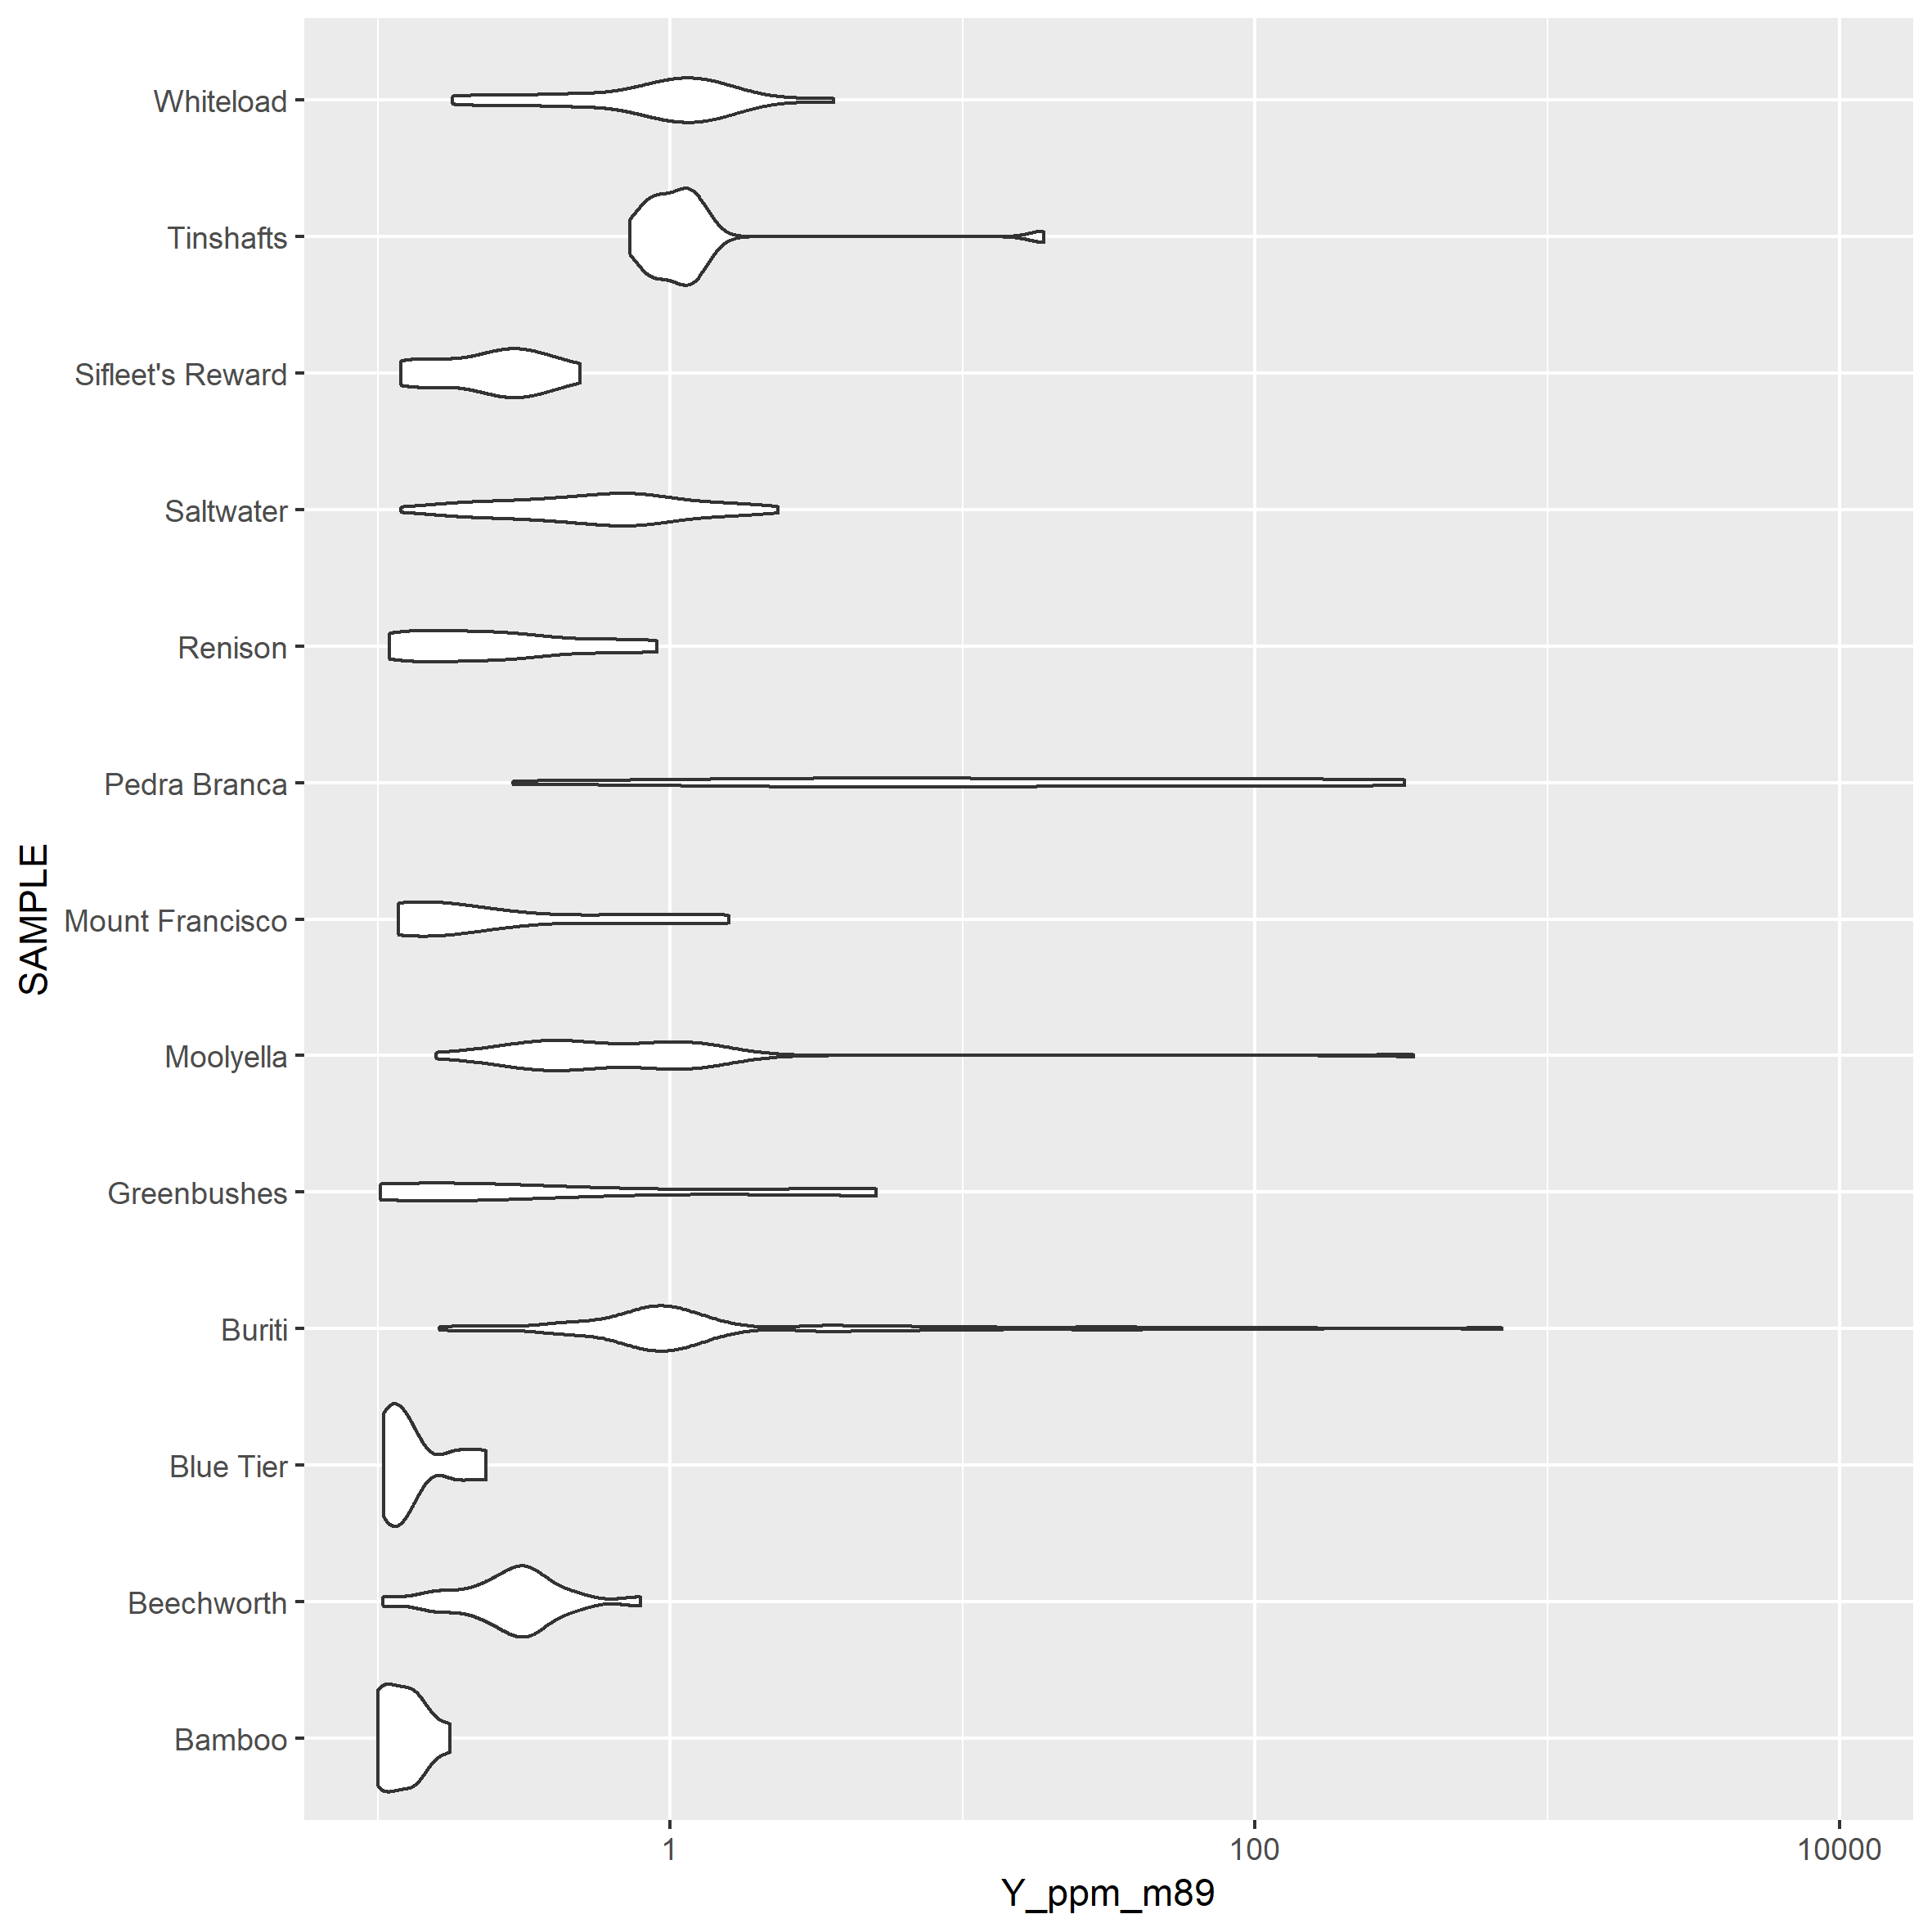 Whiteload
Tinshafts
Sifleet's Reward
Saltwater
Renison
Pedra Branca
Mount Francisco
Moolyella
Greenbushes
Buriti
Blue Tier
Beechworth
Bamboo
SAMPLE
1 100 10000
Y_ppm_m89